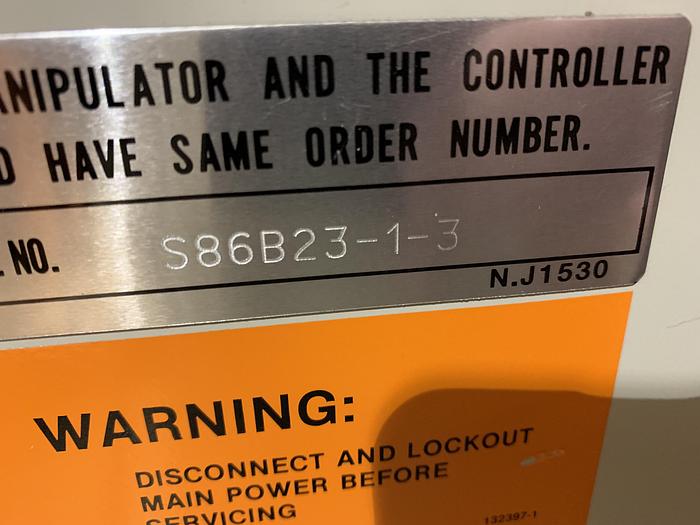 ANIPULATOR AND THE CONTROLLER
D HAVE SAME ORDER NUMBER.
. NO. S86B23-1-3
N.J1530
WARNING:
DISCONNECT AND LOCKOUT
MAIN POWER BEFORE
SERVICING
132397-1